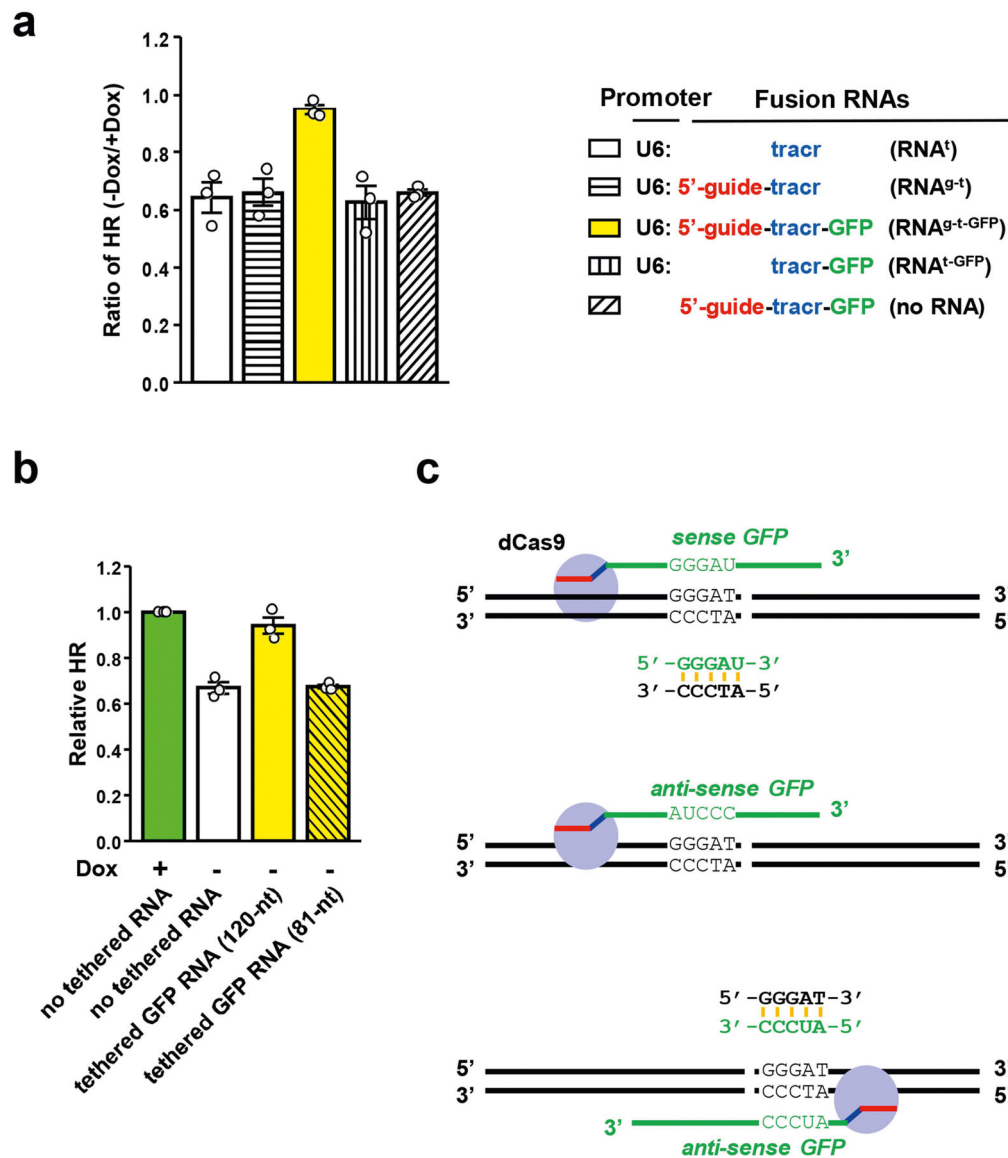 a
1.2
1.0
0.8
0.6
0.4
0.2
0.0
Ratio of HR (-Dox/+Dox)
Promoter Fusion RNAs
U6: tracr (RNAt)
U6: 5'-guide-tracr (RNAg-t)
U6: 5'-guide-tracr-GFP (RNAg-t-GFP)
U6: tracr-GFP (RNAt-GFP)
5'-guide-tracr-GFP (no RNA)
b
1.2
1.0
0.8
0.6
0.4
0.2
0.0
Relative HR
Dox + - - -
no tethered RNA
no tethered RNA
tethered GFP RNA (120-nt)
tethered GFP RNA (81-nt)
c
dCas9
sense GFP
GGGAU 3'
5' GGGAT 3
3' CCCTA 5
5'-GGGAU-3'
3'-CCCTA-5'
anti-sense GFP
AUCCC 3'
5' GGGAT 3
3' CCCTA 5
5'-GGGAT-3'
3'-CCCUA-5'
5' GGGAT 3
3' CCCTA 5
3' CCCUA
anti-sense GFP